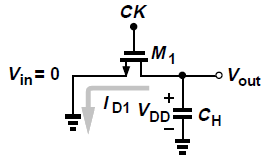 CK
M1
Vin = 0
Vout
ID1
VDD
+
−
CH